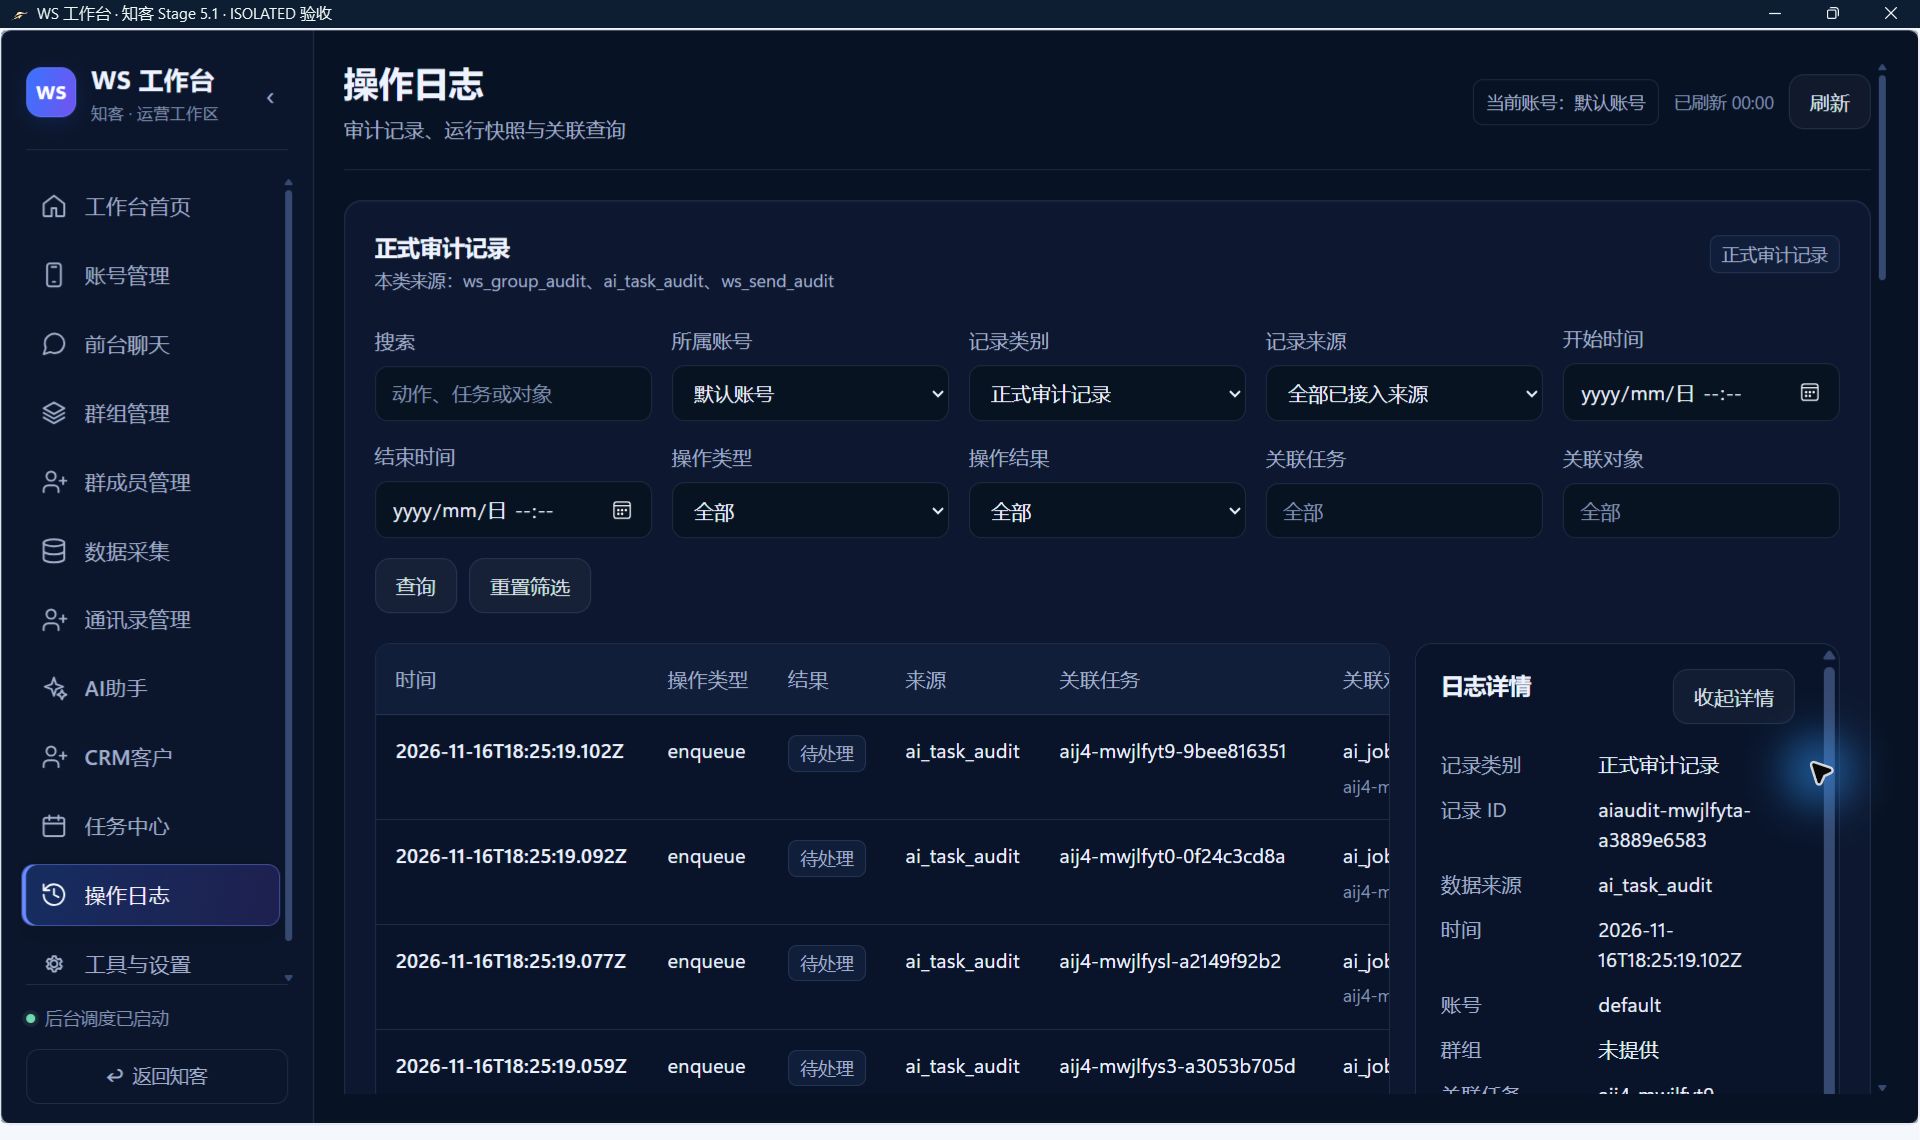 WS 工作台 · 知客 Stage 5.1 · ISOLATED 验收
WS
WS 工作台
知客 · 运营工作区
工作台首页
账号管理
前台聊天
群组管理
群成员管理
数据采集
通讯录管理
AI助手
CRM客户
任务中心
操作日志
工具与设置
后台调度已启动
返回知客
操作日志
审计记录、运行快照与关联查询
当前账号：默认账号
已刷新 00:00
刷新
正式审计记录
本类来源：ws_group_audit、ai_task_audit、ws_send_audit
正式审计记录
搜索 所属账号 记录类别 记录来源 开始时间
动作、任务或对象 默认账号 正式审计记录 全部已接入来源 yyyy/mm/日 --:--
结束时间 操作类型 操作结果 关联任务 关联对象
yyyy/mm/日 --:-- 全部 全部 全部 全部
查询 重置筛选
时间 操作类型 结果 来源 关联任务 关联
2026-11-16T18:25:19.102Z enqueue 待处理 ai_task_audit aij4-mwjlfyt9-9bee816351 ai_job
aij4-m
2026-11-16T18:25:19.092Z enqueue 待处理 ai_task_audit aij4-mwjlfyt0-0f24c3cd8a ai_job
aij4-m
2026-11-16T18:25:19.077Z enqueue 待处理 ai_task_audit aij4-mwjlfysl-a2149f92b2 ai_job
aij4-m
2026-11-16T18:25:19.059Z enqueue 待处理 ai_task_audit aij4-mwjlfys3-a3053b705d ai_job
日志详情
收起详情
记录类别 正式审计记录
记录 ID aiaudit-mwjlfyta-
a3889e6583
数据来源 ai_task_audit
时间 2026-11-
16T18:25:19.102Z
账号 default
群组 未提供
关联任务 aij4-mwjlfyt9